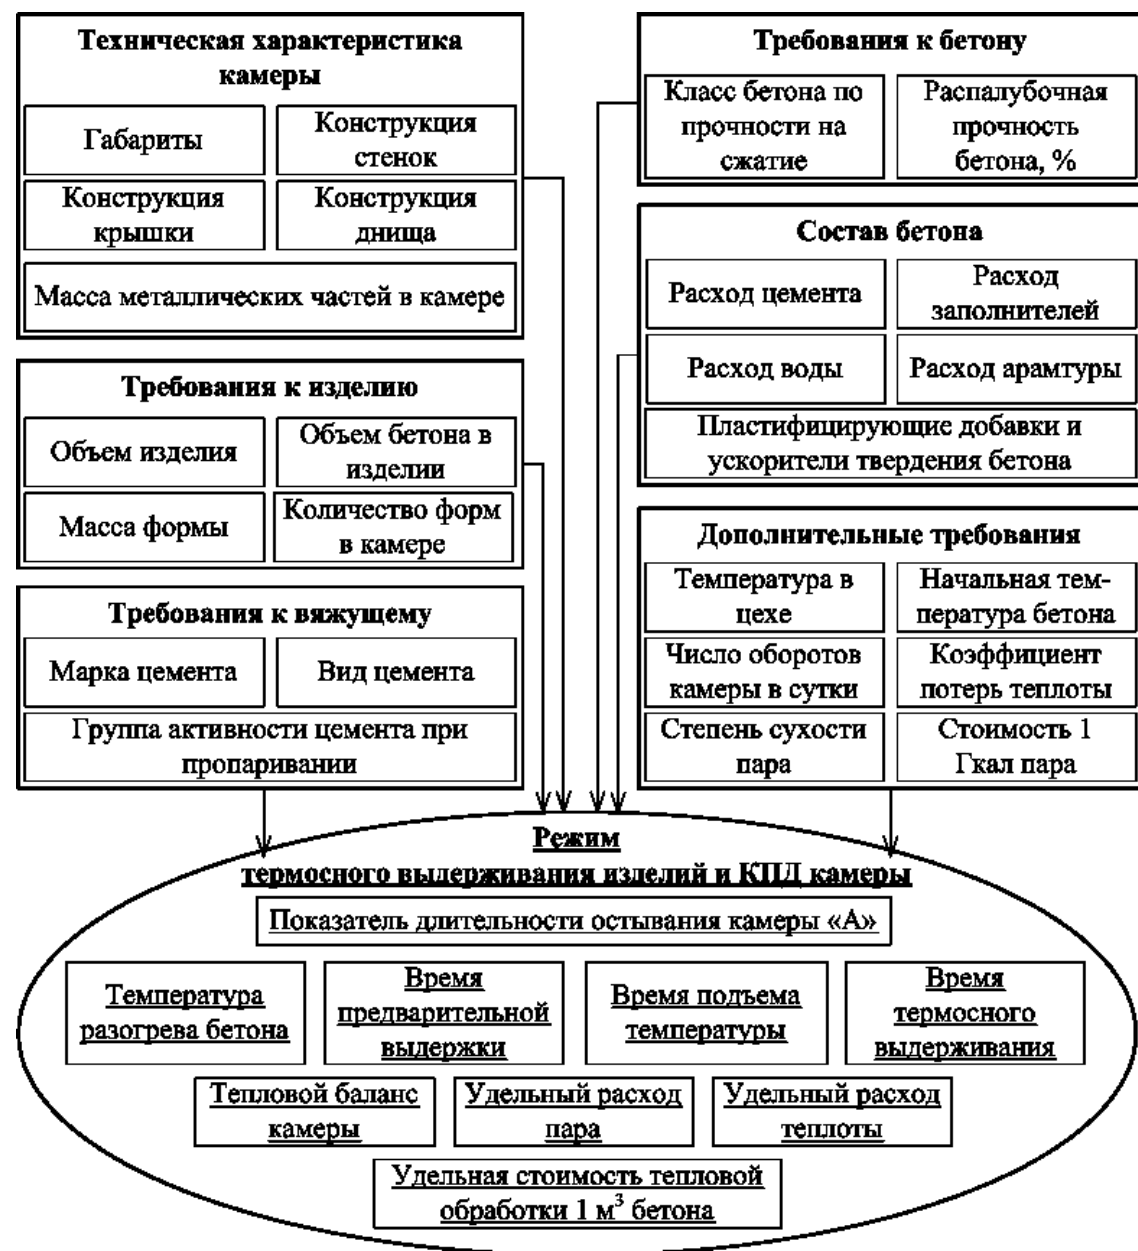 Техническая характеристика
камеры
Габариты
Конструкция
стенок
Конструкция
крышки
Конструкция
днища
Масса металлических частей в камере
Требования к изделию
Объем изделия
Объем бетона в
изделии
Масса формы
Количество форм
в камере
Требования к вяжущему
Марка цемента
Вид цемента
Группа активности цемента при
пропаривании
Требования к бетону
Класс бетона по
прочности на
сжатие
Распалубочная
прочность
бетона, %
Состав бетона
Расход цемента
Расход
заполнителей
Расход воды
Расход арамтуры
Пластифицирующие добавки и
ускорители твердения бетона
Дополнительные требования
Температура в
цехе
Начальная тем-
пература бетона
Число оборотов
камеры в сутки
Коэффициент
потерь теплоты
Степень сухости
пара
Стоимость 1
Гкал пара
Режим
термосного выдерживания изделий и КПД камеры
Показатель длительности остывания камеры «А»
Температура
разогрева бетона
Время
предварительной
выдержки
Время подъема
температуры
Время
термосного
выдерживания
Тепловой баланс
камеры
Удельный расход
пара
Удельный расход
теплоты
Удельная стоимость тепловой
обработки 1 м³ бетона